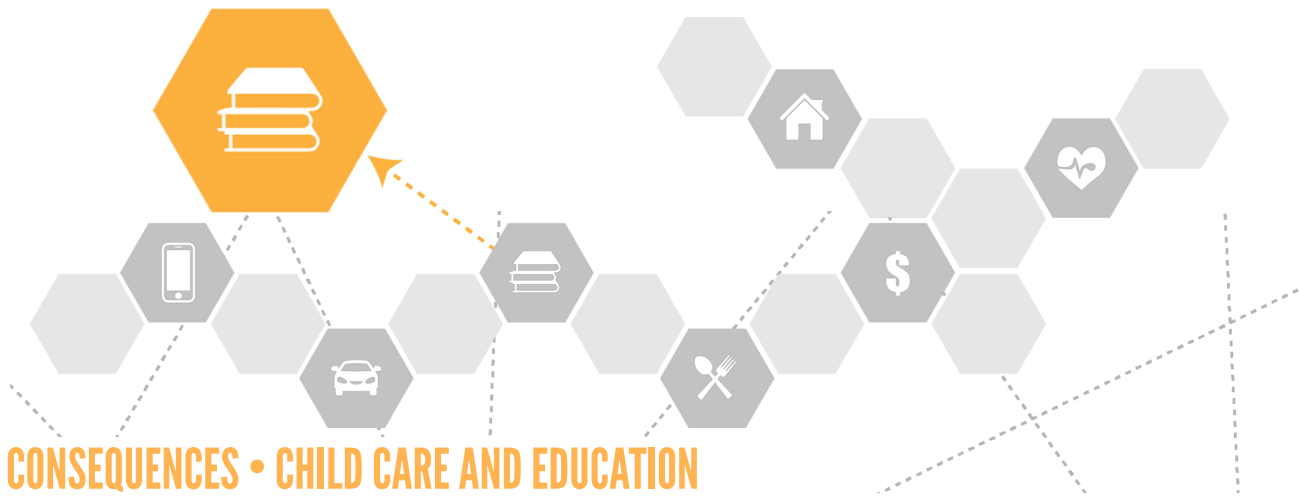 $
CONSEQUENCES • CHILD CARE AND EDUCATION